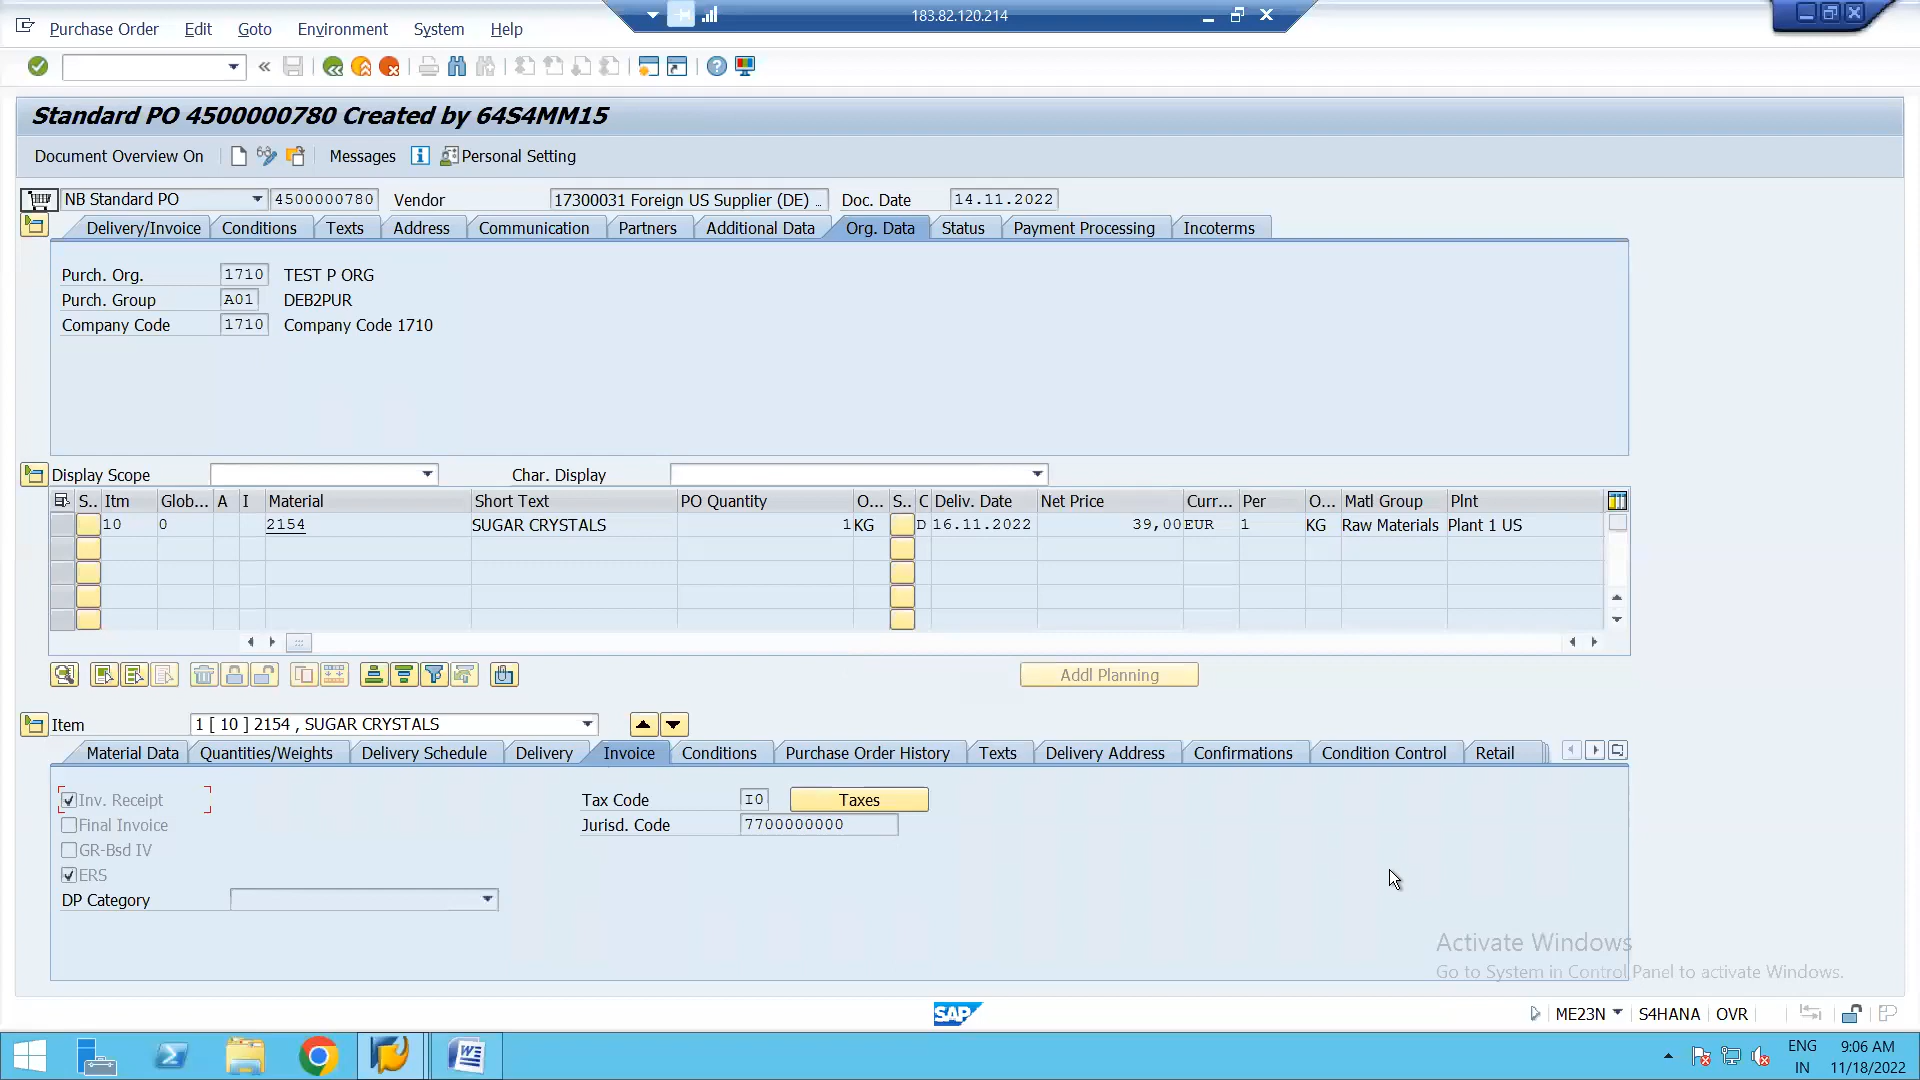 183.82.120.214
Purchase Order Edit Goto Environment System Help
Standard PO 4500000780 Created by 64S4MM15
Document Overview On Messages Personal Setting
NB Standard PO 4500000780 Vendor 17300031 Foreign US Supplier (DE) .. Doc. Date 14.11.2022
Delivery/Invoice Conditions Texts Address Communication Partners Additional Data Org. Data Status Payment Processing Incoterms
Purch. Org. 1710 TEST P ORG
Purch. Group A01 DEB2PUR
Company Code 1710 Company Code 1710
Display Scope Char. Display
S.. Itm Glob... A I Material Short Text PO Quantity O... S.. C Deliv. Date Net Price Curr... Per O... Matl Group Plnt
10 0 2154 SUGAR CRYSTALS 1 KG D 16.11.2022 39,00 EUR 1 KG Raw Materials Plant 1 US
Addl Planning
Item 1 [ 10 ] 2154 , SUGAR CRYSTALS
Material Data Quantities/Weights Delivery Schedule Delivery Invoice Conditions Purchase Order History Texts Delivery Address Confirmations Condition Control Retail
Inv. Receipt Tax Code I0 Taxes
Final Invoice Jurisd. Code 7700000000
GR-Bsd IV
ERS
DP Category
Activate Windows
Go to System in Control Panel to activate Windows.
SAP ME23N S4HANA OVR
ENG 9:06 AM
IN 11/18/2022